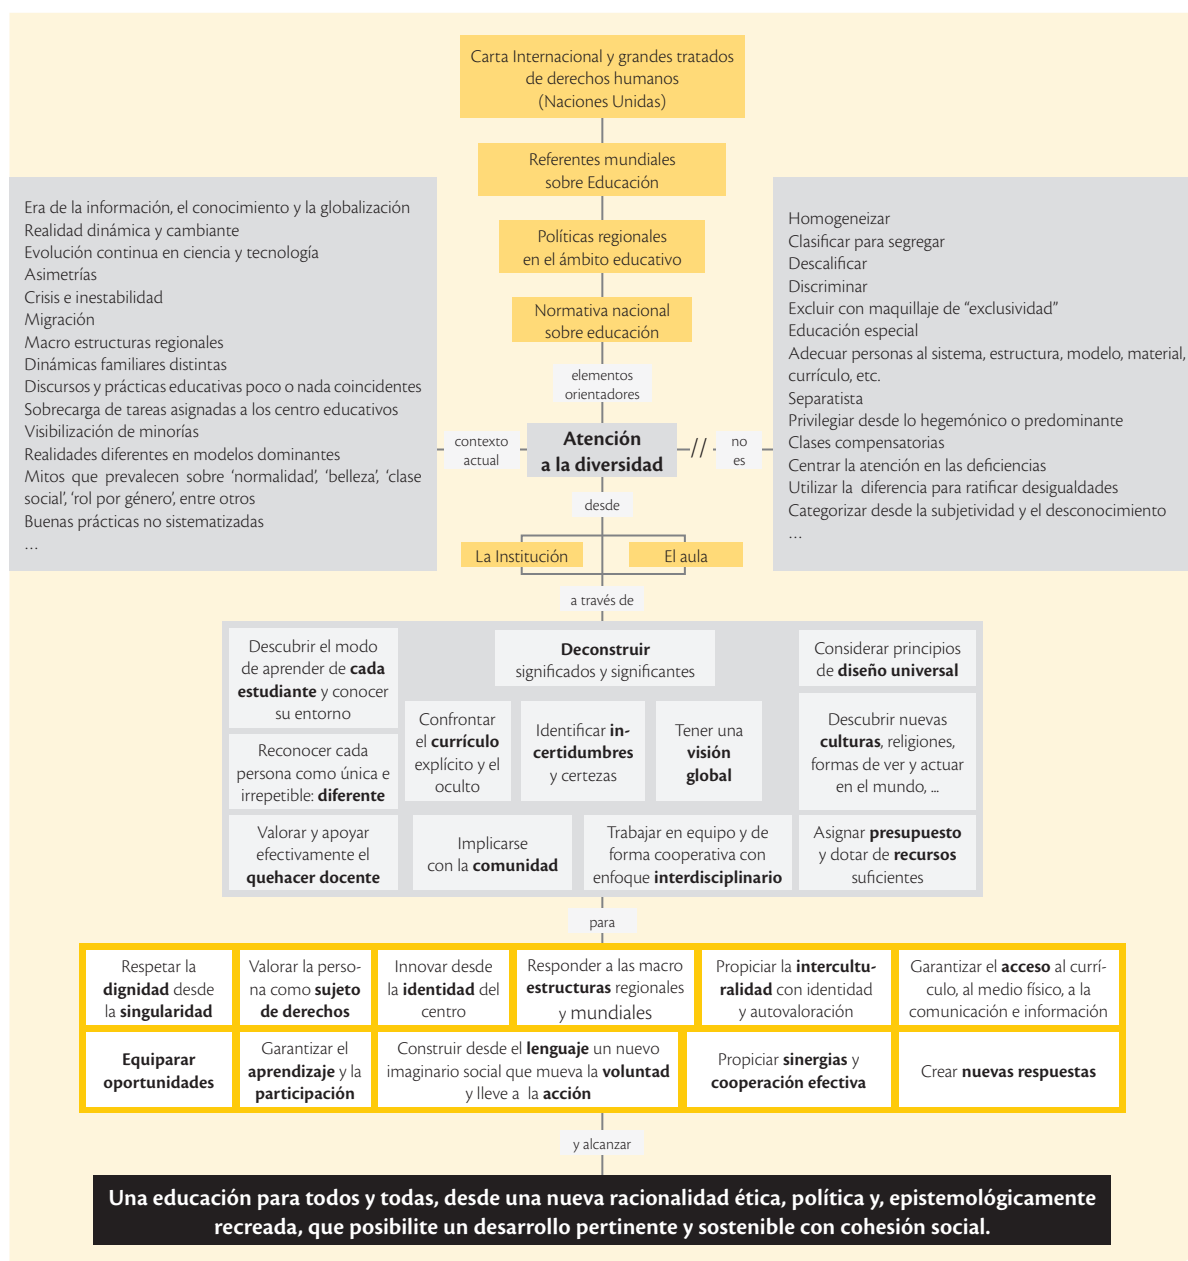 Carta Internacional y grandes tratados
de derechos humanos
(Naciones Unidas)
Referentes mundiales
sobre Educación
Políticas regionales
en el ámbito educativo
Normativa nacional
sobre educación
elementos
orientadores
Era de la información, el conocimiento y la globalización
Realidad dinámica y cambiante
Evolución continua en ciencia y tecnología
Asimetrías
Crisis e inestabilidad
Migración
Macro estructuras regionales
Dinámicas familiares distintas
Discursos y prácticas educativas poco o nada coincidentes
Sobrecarga de tareas asignadas a los centro educativos
Visibilización de minorías
Realidades diferentes en modelos dominantes
Mitos que prevalecen sobre ‘normalidad’, ‘belleza’, ‘clase
social’, ‘rol por género’, entre otros
Buenas prácticas no sistematizadas
...
contexto
actual
Atención
a la diversidad
//
no
es
Homogeneizar
Clasificar para segregar
Descalificar
Discriminar
Excluir con maquillaje de “exclusividad”
Educación especial
Adecuar personas al sistema, estructura, modelo, material,
currículo, etc.
Separatista
Privilegiar desde lo hegemónico o predominante
Clases compensatorias
Centrar la atención en las deficiencias
Utilizar la diferencia para ratificar desigualdades
Categorizar desde la subjetividad y el desconocimiento
...
desde
La Institución
El aula
a través de
Descubrir el modo
de aprender de cada
estudiante y conocer
su entorno
Deconstruir
significados y significantes
Considerar principios
de diseño universal
Reconocer cada
persona como única e
irrepetible: diferente
Confrontar
el currículo
explícito y el
oculto
Identificar in-
certidumbres
y certezas
Tener una
visión
global
Descubrir nuevas
culturas, religiones,
formas de ver y actuar
en el mundo, ...
Valorar y apoyar
efectivamente el
quehacer docente
Implicarse
con la comunidad
Trabajar en equipo y de
forma cooperativa con
enfoque interdisciplinario
Asignar presupuesto
y dotar de recursos
suficientes
para
Respetar la
dignidad desde
la singularidad
Valorar la perso-
na como sujeto
de derechos
Innovar desde
la identidad del
centro
Responder a las macro
estructuras regionales
y mundiales
Propiciar la intercultu-
ralidad con identidad
y autovaloración
Garantizar el acceso al currí-
culo, al medio físico, a la
comunicación e información
Equiparar
oportunidades
Garantizar el
aprendizaje y la
participación
Construir desde el lenguaje un nuevo
imaginario social que mueva la voluntad
y lleve a la acción
Propiciar sinergias y
cooperación efectiva
Crear nuevas respuestas
y alcanzar
Una educación para todos y todas, desde una nueva racionalidad ética, política y, epistemológicamente
recreada, que posibilite un desarrollo pertinente y sostenible con cohesión social.